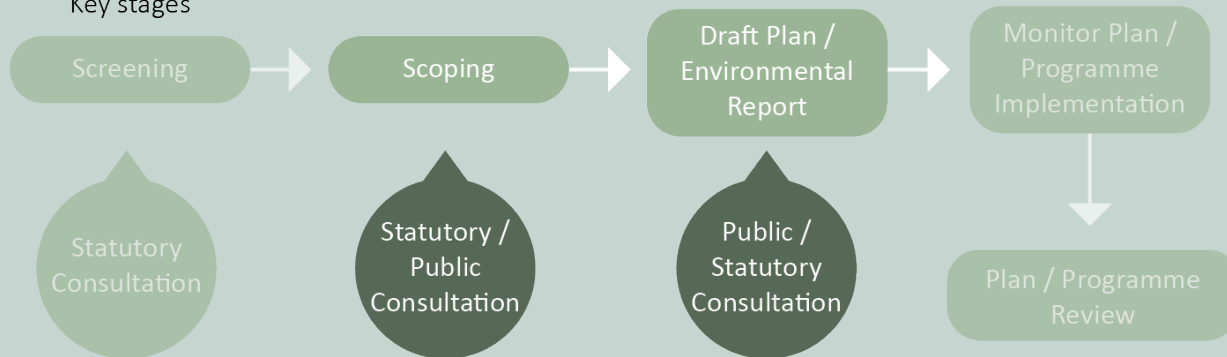 Key stages
Screening
Scoping
Draft Plan /
Environmental
Report
Monitor Plan /
Programme
Implementation
Statutory
Consultation
Statutory /
Public
Consultation
Public /
Statutory
Consultation
Plan / Programme
Review